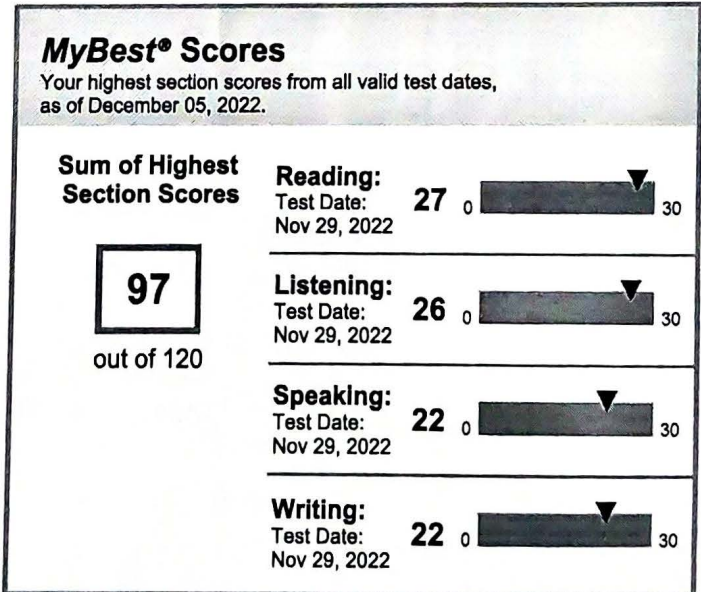 MyBest® Scores
Your highest section scores from all valid test dates,
as of December 05, 2022.
Sum of Highest
Section Scores
97
out of 120
Reading:
Test Date:
Nov 29, 2022
27
0
30
Listening:
Test Date:
Nov 29, 2022
26
0
30
Speaking:
Test Date:
Nov 29, 2022
22
0
30
Writing:
Test Date:
Nov 29, 2022
22
0
30